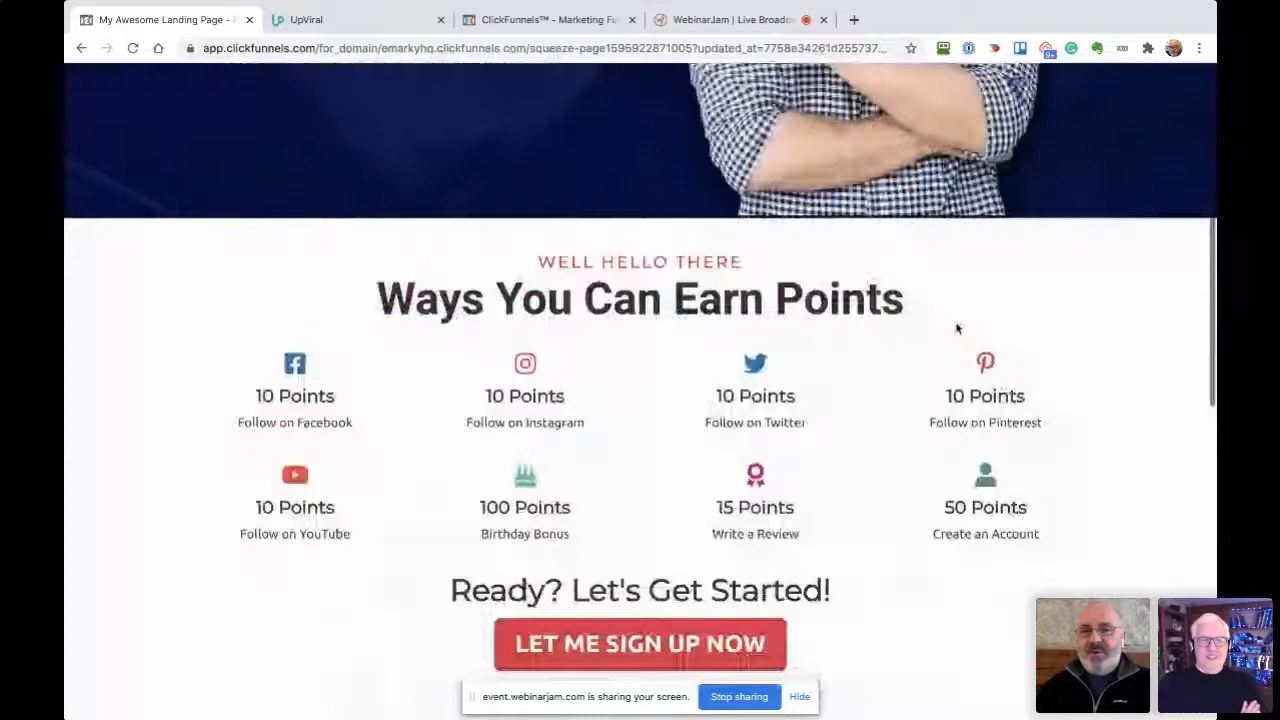 My Awesome Landing Page - F
UpViral
ClickFunnels™ - Marketing Fu
WebinarJam | Live Broadc
app.clickfunnels.com/for_domain/emarkyhq.clickfunnels.com/squeeze-page1595922871005?updated_at=7758e34261d255737...
9+
WELL HELLO THERE
Ways You Can Earn Points
10 Points
Follow on Facebook
10 Points
Follow on Instagram
10 Points
Follow on Twitter
10 Points
Follow on Pinterest
10 Points
Follow on YouTube
100 Points
Birthday Bonus
15 Points
Write a Review
50 Points
Create an Account
Ready? Let's Get Started!
LET ME SIGN UP NOW
event.webinarjam.com is sharing your screen.
Stop sharing
Hide